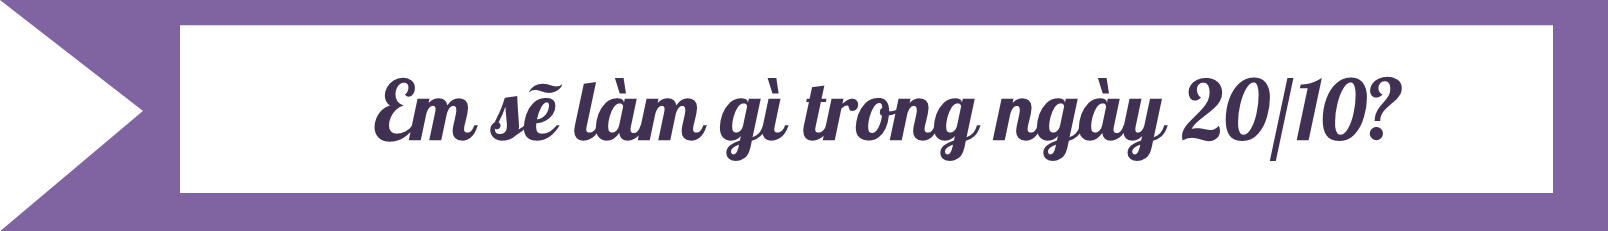 Em sẽ làm gì trong ngày 20/10?